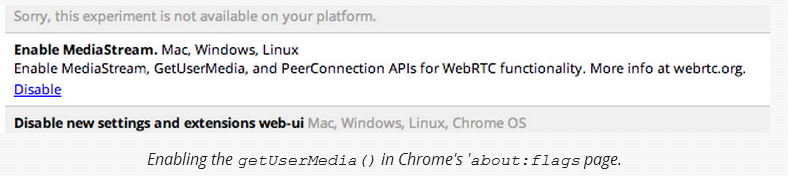 Sorry, this experiment is not available on your platform.
Enable MediaStream. Mac, Windows, Linux
Enable MediaStream, GetUserMedia, and PeerConnection APIs for WebRTC functionality. More info at webrtc.org.
Disable
Disable new settings and extensions web-ui Mac, Windows, Linux, Chrome OS
Enabling the getUserMedia() in Chrome's 'about:flags page.